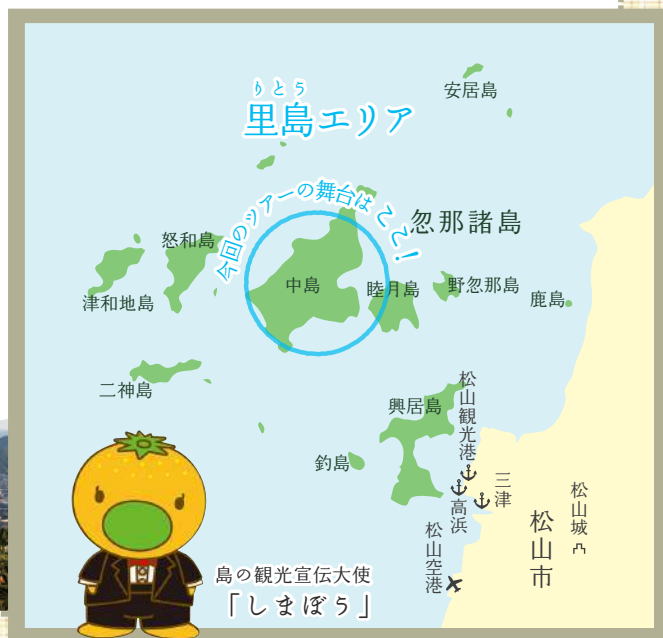 安居島
りとう
里島エリア
今回のツアーの舞台はここ!
忽那諸島
怒和島
津和地島
中島
睦月島
野忽那島
鹿島
二神島
興居島
松山観光港
釣島
三津
高浜
松山城
松山市
松山空港
島の観光宣伝大使
「しまぼう」